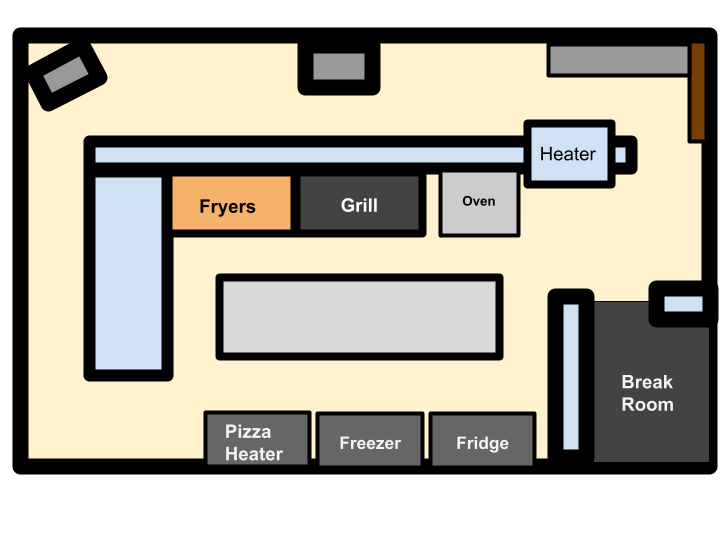 Heater
Fryers
Grill
Oven
Break
Room
Pizza
Heater
Freezer
Fridge